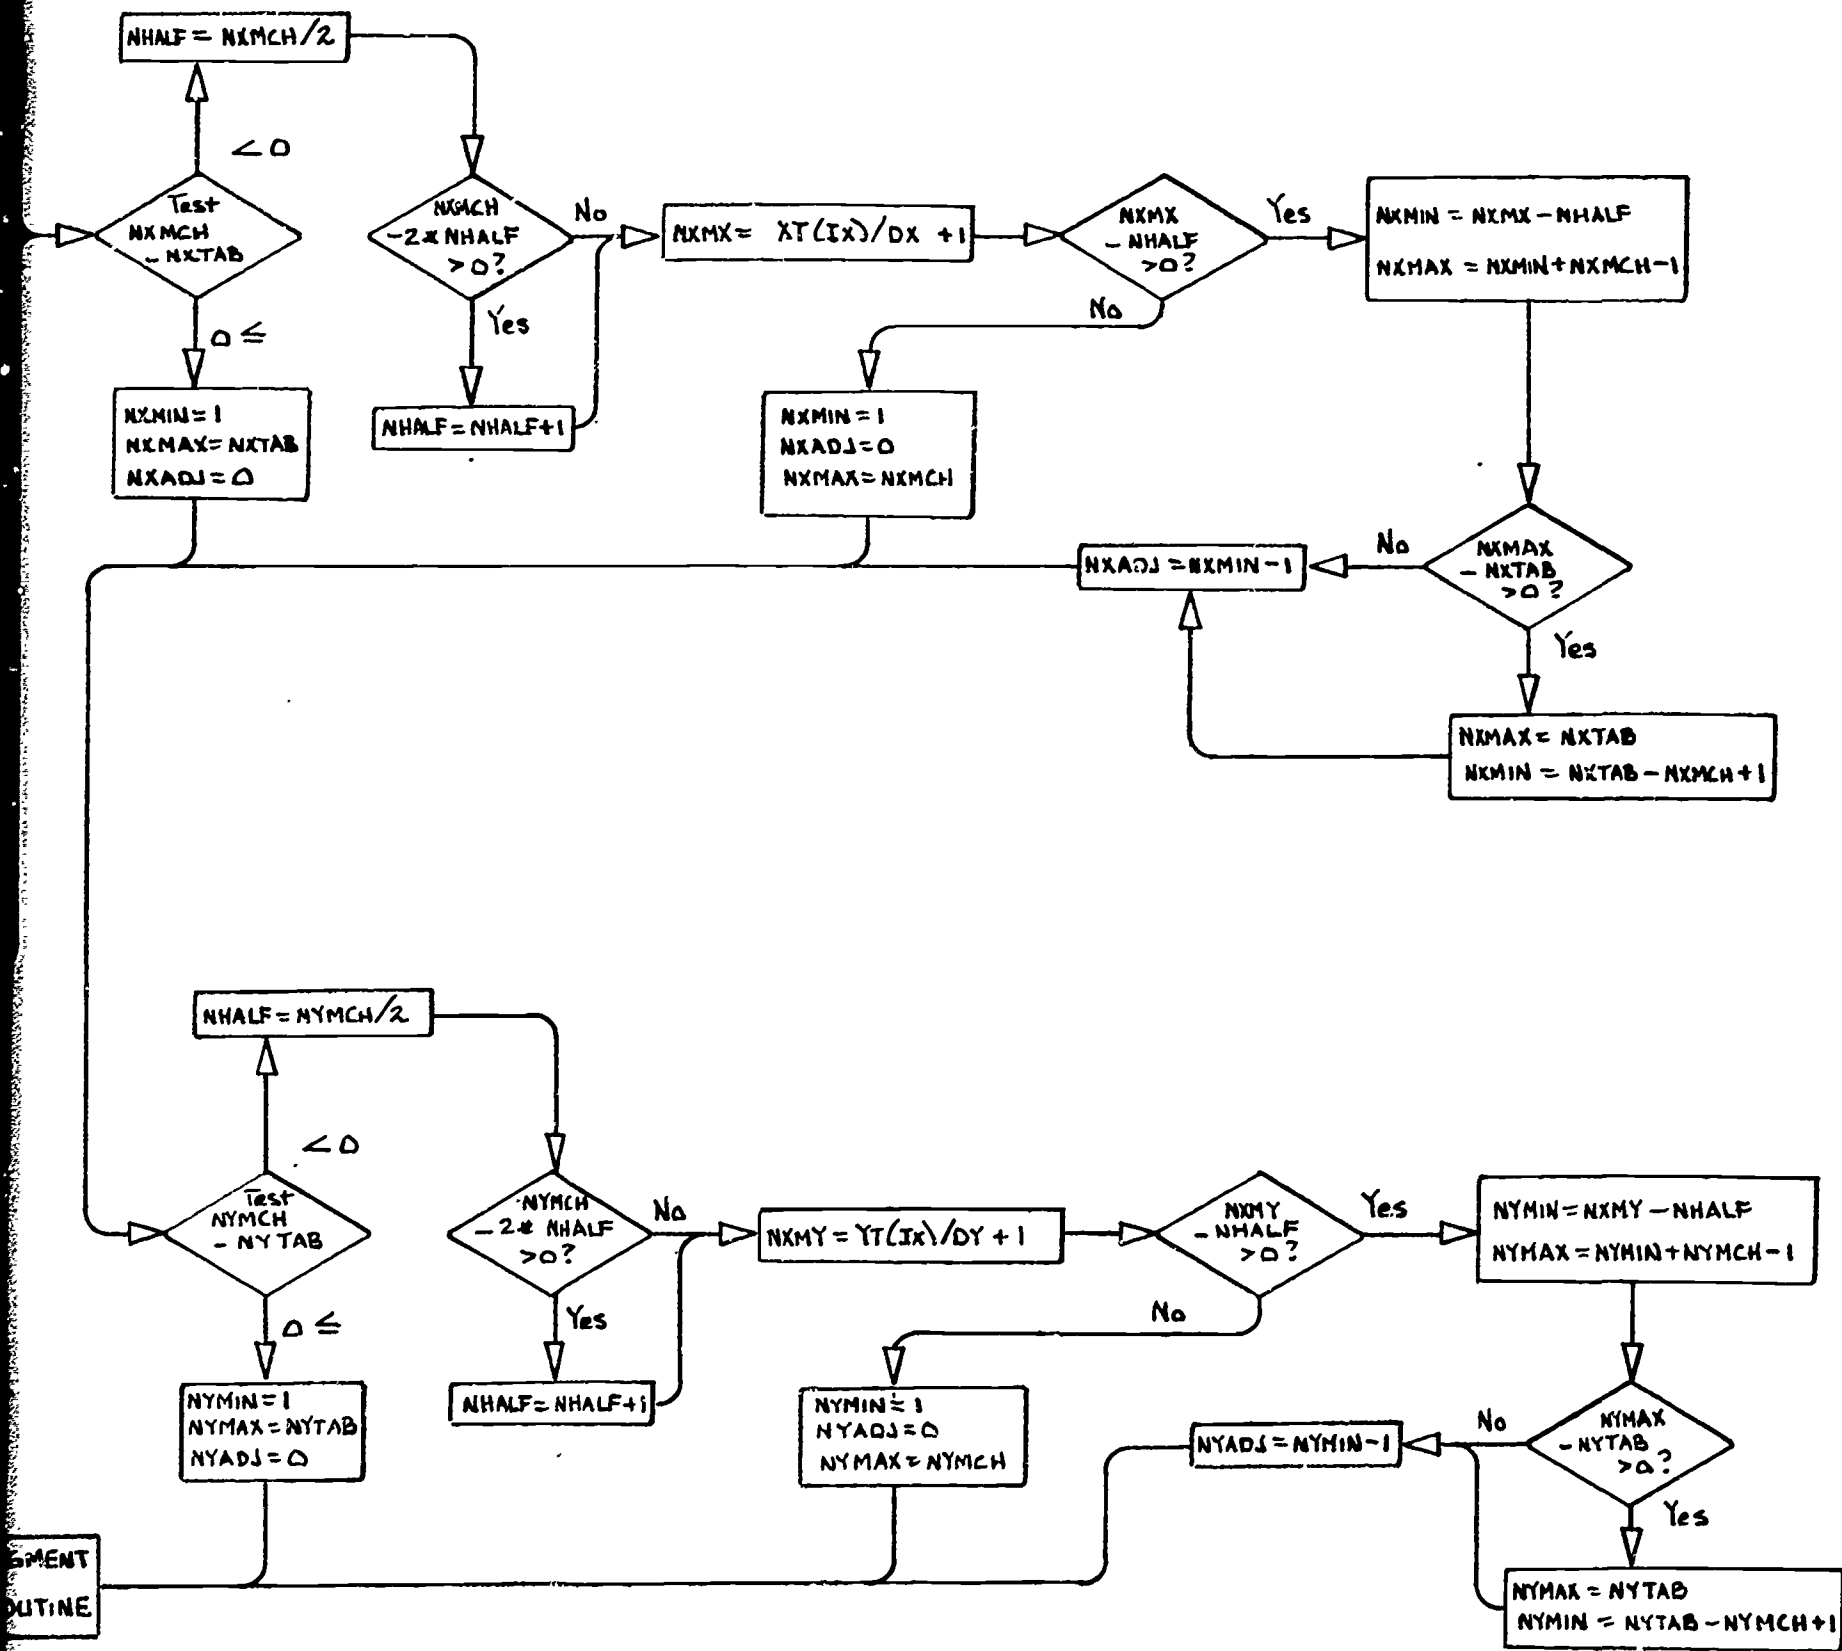 NHALF = NXMCH/2
< 0
Test
NXMCH
- NXTAB
0 ≤
NXMIN = 1
NXMAX = NXTAB
NXADJ = 0
NXMCH
-2* NHALF
> 0?
No
Yes
NHALF = NHALF+1
NXMX = XT(IX)/DX +1
NXMX
- NHALF
> 0?
Yes
No
NXMIN = 1
NXADJ = 0
NXMAX = NXMCH
NXMIN = NXMX - NHALF
NXMAX = NXMIN + NXMCH-1
NXMAX
- NXTAB
> 0?
No
NXADJ = NXMIN-1
Yes
NXMAX = NXTAB
NXMIN = NXTAB - NXMCH+1
NHALF = NYMCH/2
< 0
Test
NYMCH
- NYTAB
0 ≤
NYMIN = 1
NYMAX = NYTAB
NYADJ = 0
NYMCH
-2* NHALF
> 0?
No
Yes
NHALF = NHALF+1
NXMY = YT(IX)/DY + 1
NXMY
- NHALF
> 0?
Yes
No
NYMIN = 1
NYADJ = 0
NYMAX = NYMCH
NYMIN = NXMY - NHALF
NYMAX = NYMIN + NYMCH-1
NYMAX
- NYTAB
> 0?
No
NYADJ = NYMIN-1
Yes
NYMAX = NYTAB
NYMIN = NYTAB - NYMCH+1
GMENT
OUTINE